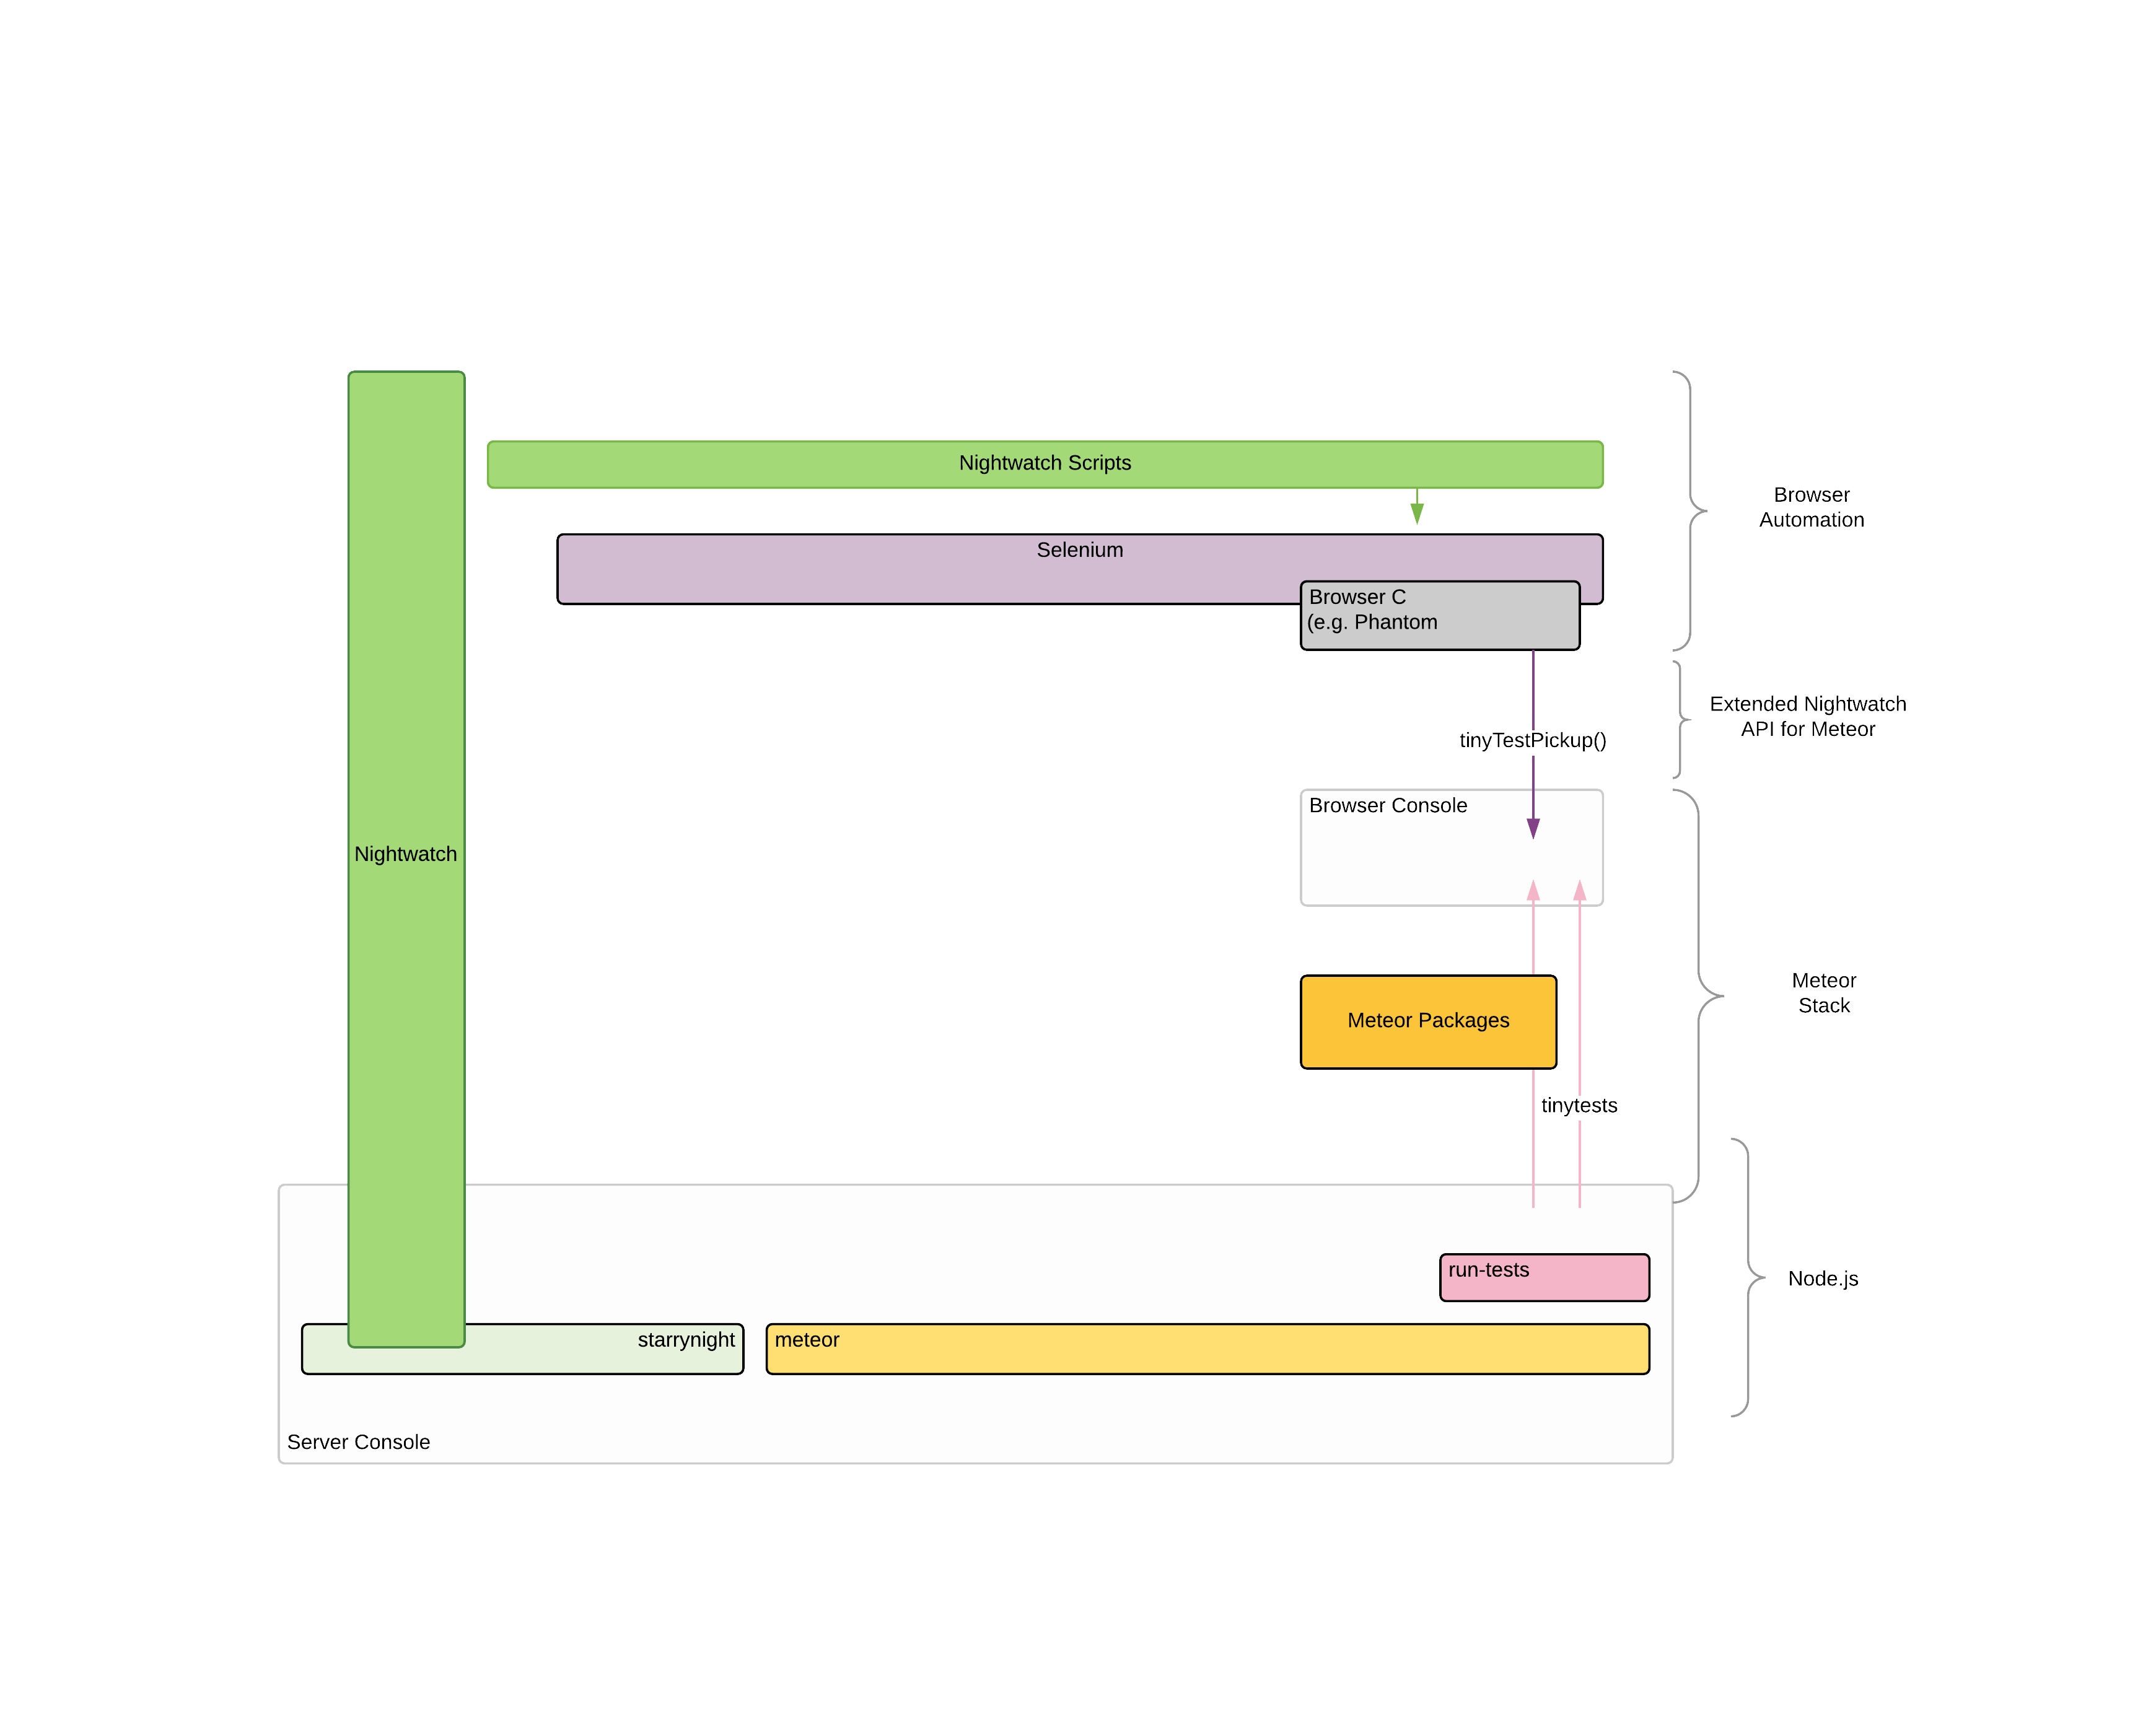 Nightwatch Scripts
Browser
Automation
Selenium
Browser C
(e.g. Phantom
Extended Nightwatch
API for Meteor
tinyTestPickup()
Browser Console
Nightwatch
Meteor
Stack
Meteor Packages
tinytests
run-tests
Node.js
starrynight
meteor
Server Console